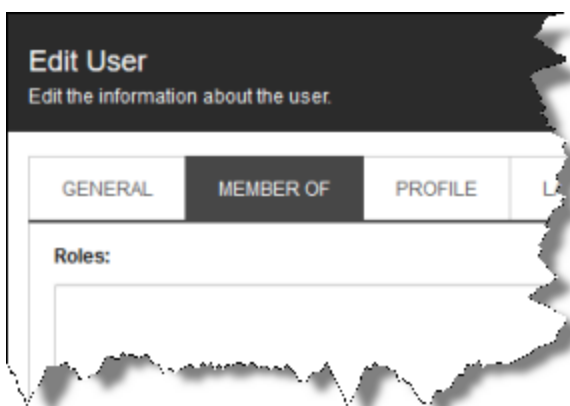 Edit User
Edit the information about the user.
GENERAL MEMBER OF PROFILE
Roles: